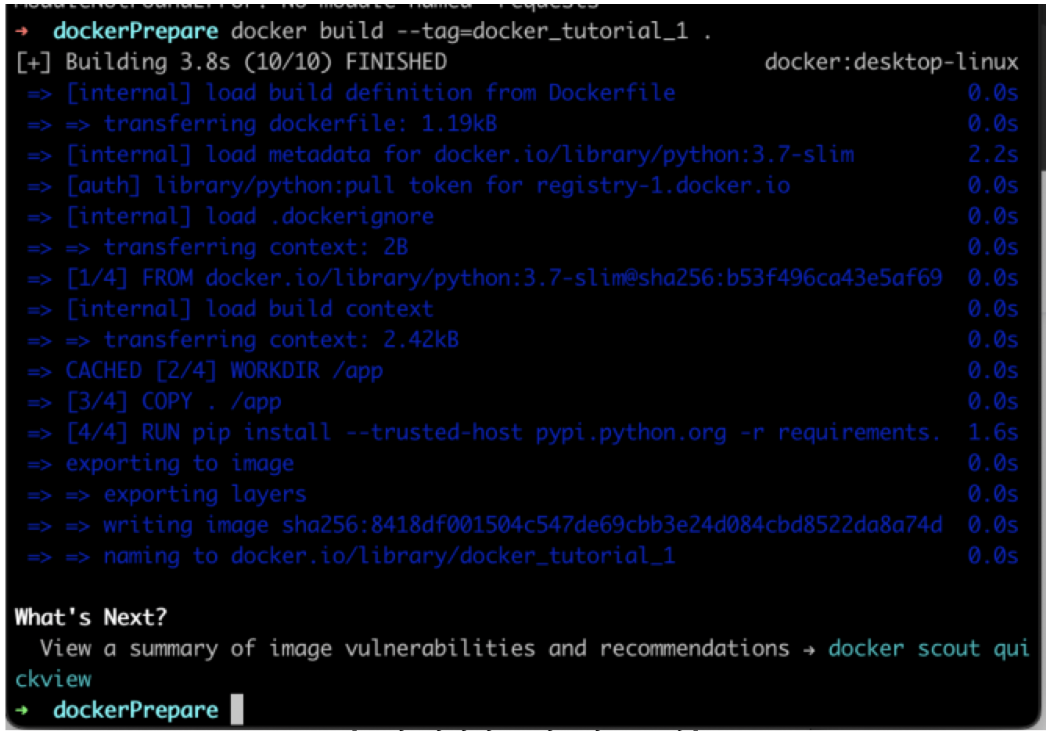 ModuleNotFoundError: No module named 'requests'
→ dockerPrepare docker build --tag=docker_tutorial_1 .
[+] Building 3.8s (10/10) FINISHED docker:desktop-linux
=> [internal] load build definition from Dockerfile 0.0s
=> => transferring dockerfile: 1.19kB 0.0s
=> [internal] load metadata for docker.io/library/python:3.7-slim 2.2s
=> [auth] library/python:pull token for registry-1.docker.io 0.0s
=> [internal] load .dockerignore 0.0s
=> => transferring context: 2B 0.0s
=> [1/4] FROM docker.io/library/python:3.7-slim@sha256:b53f496ca43e5af69 0.0s
=> [internal] load build context 0.0s
=> => transferring context: 2.42kB 0.0s
=> CACHED [2/4] WORKDIR /app 0.0s
=> [3/4] COPY . /app 0.0s
=> [4/4] RUN pip install --trusted-host pypi.python.org -r requirements. 1.6s
=> exporting to image 0.0s
=> => exporting layers 0.0s
=> => writing image sha256:8418df001504c547de69cbb3e24d084cbd8522da8a74d 0.0s
=> => naming to docker.io/library/docker_tutorial_1 0.0s
What's Next?
View a summary of image vulnerabilities and recommendations → docker scout qui
ckview
→ dockerPrepare